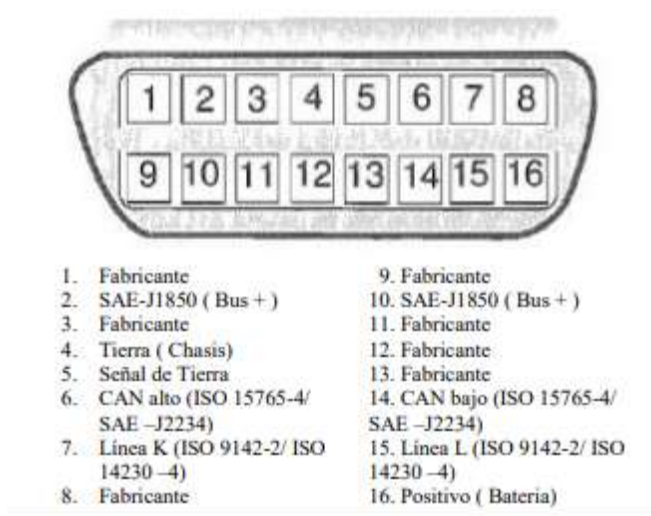 1 2 3 4 5 6 7 8
9 10 11 12 13 14 15 16
1. Fabricante
2. SAE-J1850 ( Bus + )
3. Fabricante
4. Tierra ( Chasis)
5. Señal de Tierra
6. CAN alto (ISO 15765-4/
SAE –J2234)
7. Línea K (ISO 9142-2/ ISO
14230 –4)
8. Fabricante
9. Fabricante
10. SAE-J1850 ( Bus + )
11. Fabricante
12. Fabricante
13. Fabricante
14. CAN bajo (ISO 15765-4/
SAE –J2234)
15. Línea L (ISO 9142-2/ ISO
14230 –4)
16. Positivo ( Bateria)